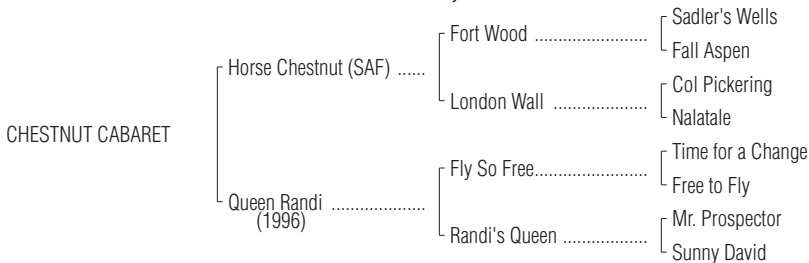 Sadler's Wells
Fort Wood ........................
Fall Aspen
Horse Chestnut (SAF) ......
London Wall ....................
Col Pickering
Nalatale
CHESTNUT CABARET
Time for a Change
Fly So Free........................
Free to Fly
Queen Randi ....................
(1996)
Mr. Prospector
Randi's Queen ..................
Sunny David